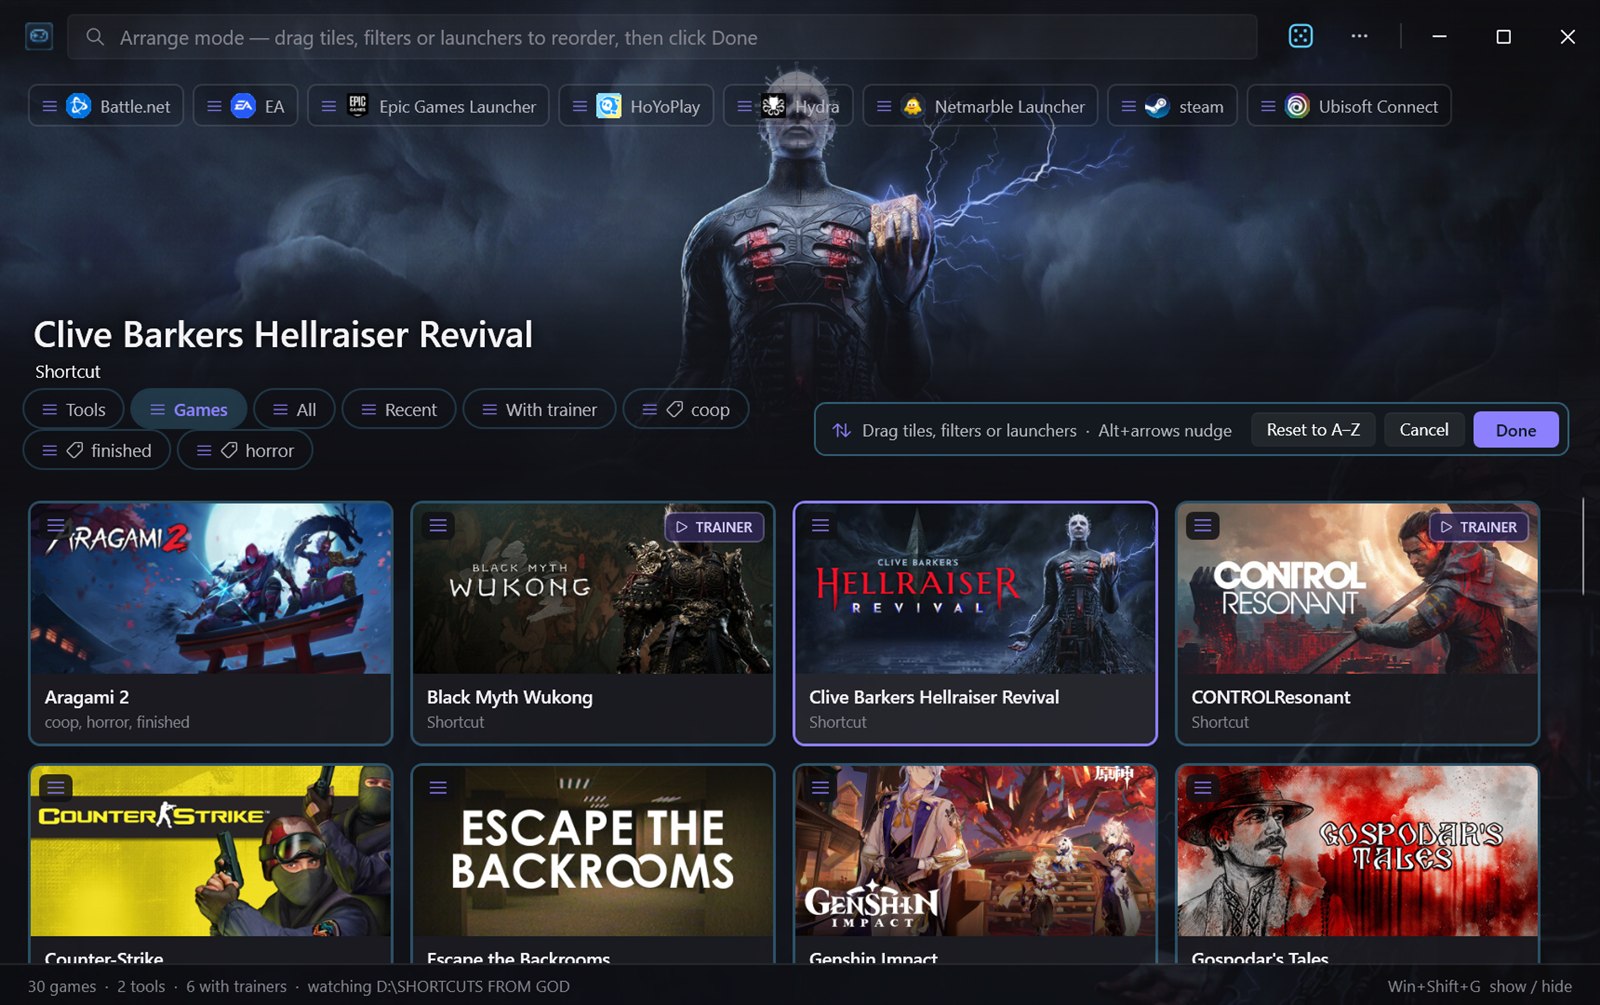 Arrange mode — drag tiles, filters or launchers to reorder, then click Done
Battle.net
EA
EA
EPIC
GAMES
Epic Games Launcher
HoYoPlay
Hydra
Netmarble Launcher
steam
Ubisoft Connect
Clive Barkers Hellraiser Revival
Shortcut
Tools
Games
All
Recent
With trainer
coop
finished
horror
Drag tiles, filters or launchers · Alt+arrows nudge
Reset to A–Z
Cancel
Done
ARAGAMI 2
Aragami 2
coop, horror, finished
TRAINER
BLACK MYTH
WUKONG
Black Myth Wukong
Shortcut
CLIVE BARKER'S
HELLRAISER
REVIVAL
Clive Barkers Hellraiser Revival
Shortcut
TRAINER
CONTROL
RESONANT
CONTROLResonant
Shortcut
COUNTER STRIKE
Counter-Strike
ESCAPE THE
BACKROOMS
Escape the Backrooms
原神
GENSHIN
IMPACT
Genshin Impact
GOSPODAR'S
TALES
Gospodar's Tales
30 games · 2 tools · 6 with trainers · watching D:\SHORTCUTS FROM GOD
Win+Shift+G show / hide